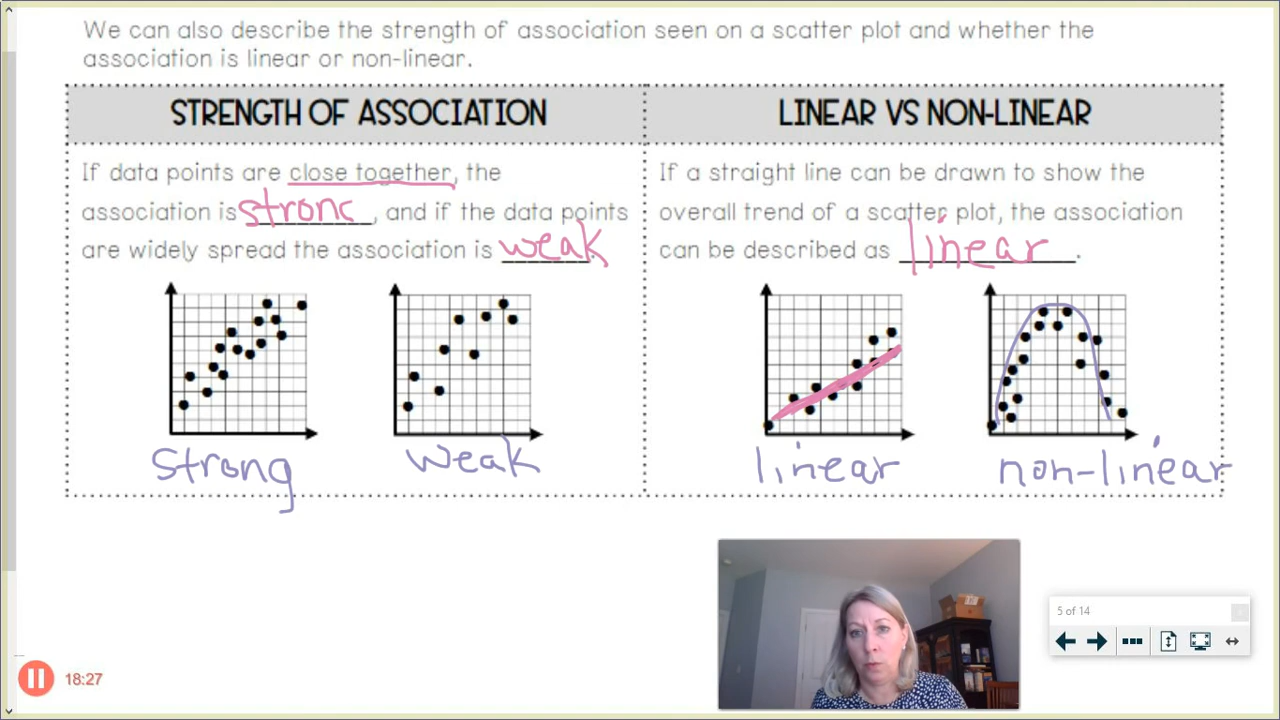 We can also describe the strength of association seen on a scatter plot and whether the
association is linear or non-linear.
STRENGTH OF ASSOCIATION
If data points are close together, the
association is strong, and if the data points
are widely spread the association is weak
strong
weak
LINEAR VS NON-LINEAR
If a straight line can be drawn to show the
overall trend of a scatter plot, the association
can be described as linear.
linear
non-linear
5 of 14
18:27